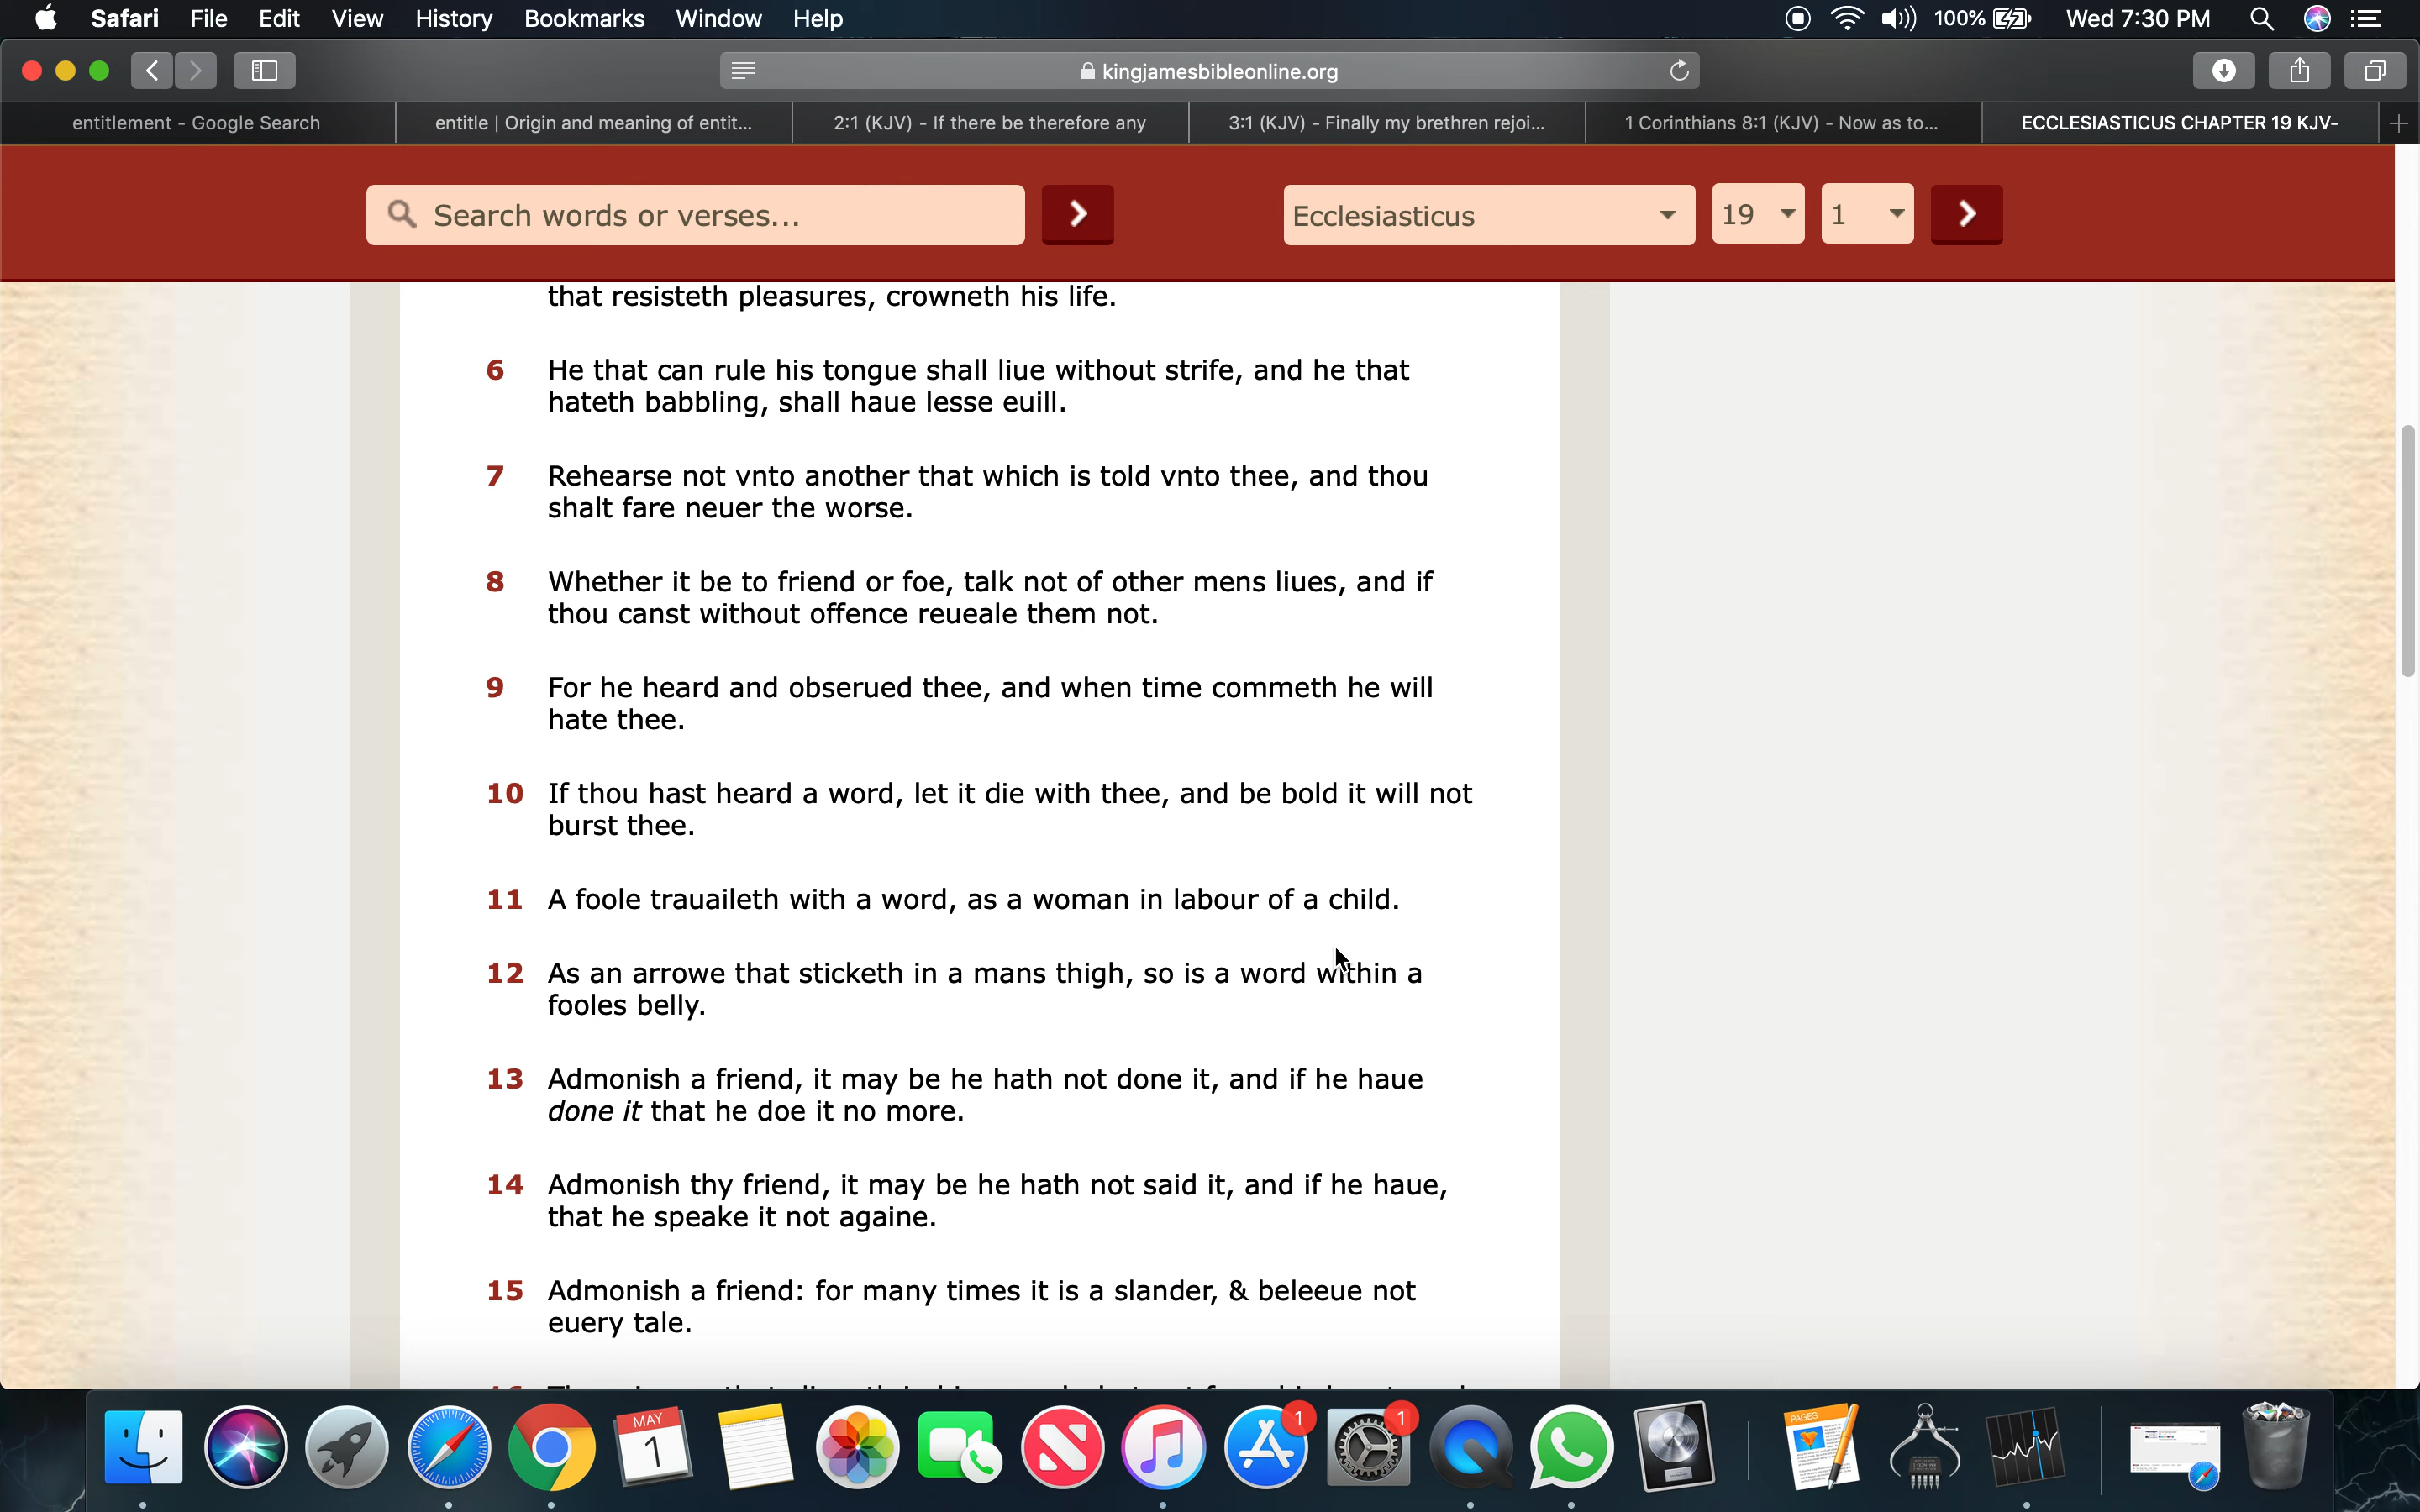 Safari File Edit View History Bookmarks Window Help 100% Wed 7:30 PM
kingjamesbibleonline.org
entitlement - Google Search entitle | Origin and meaning of entit... 2:1 (KJV) - If there be therefore any 3:1 (KJV) - Finally my brethren rejoi... 1 Corinthians 8:1 (KJV) - Now as to... ECCLESIASTICUS CHAPTER 19 KJV-
Search words or verses... Ecclesiasticus 19 1
that resisteth pleasures, crowneth his life.
6 He that can rule his tongue shall liue without strife, and he that
hateth babbling, shall haue lesse euill.
7 Rehearse not vnto another that which is told vnto thee, and thou
shalt fare neuer the worse.
8 Whether it be to friend or foe, talk not of other mens liues, and if
thou canst without offence reueale them not.
9 For he heard and obserued thee, and when time commeth he will
hate thee.
10 If thou hast heard a word, let it die with thee, and be bold it will not
burst thee.
11 A foole trauaileth with a word, as a woman in labour of a child.
12 As an arrowe that sticketh in a mans thigh, so is a word within a
fooles belly.
13 Admonish a friend, it may be he hath not done it, and if he haue
done it that he doe it no more.
14 Admonish thy friend, it may be he hath not said it, and if he haue,
that he speake it not againe.
15 Admonish a friend: for many times it is a slander, & beleeue not
euery tale.
MAY
1
1
1
PAGES